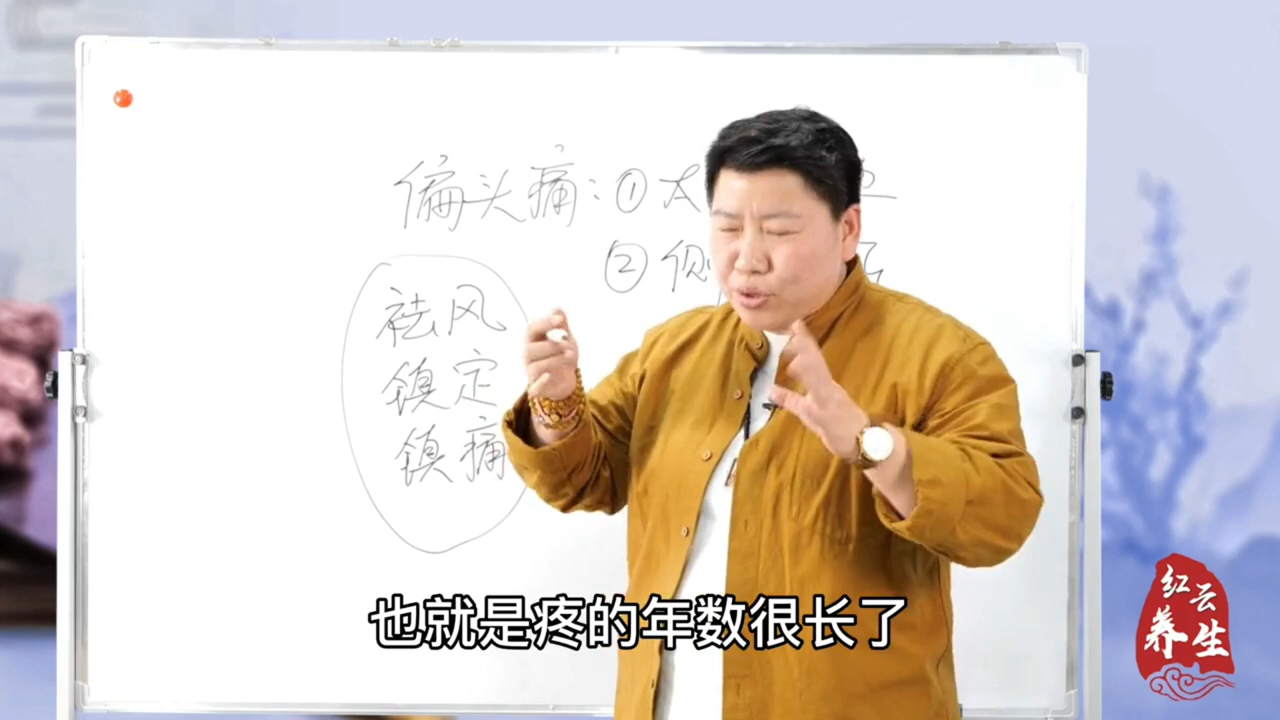 偏头痛：①太
②侧
祛风
镇定
镇痛
也就是疼的年数很长了
红云
养生